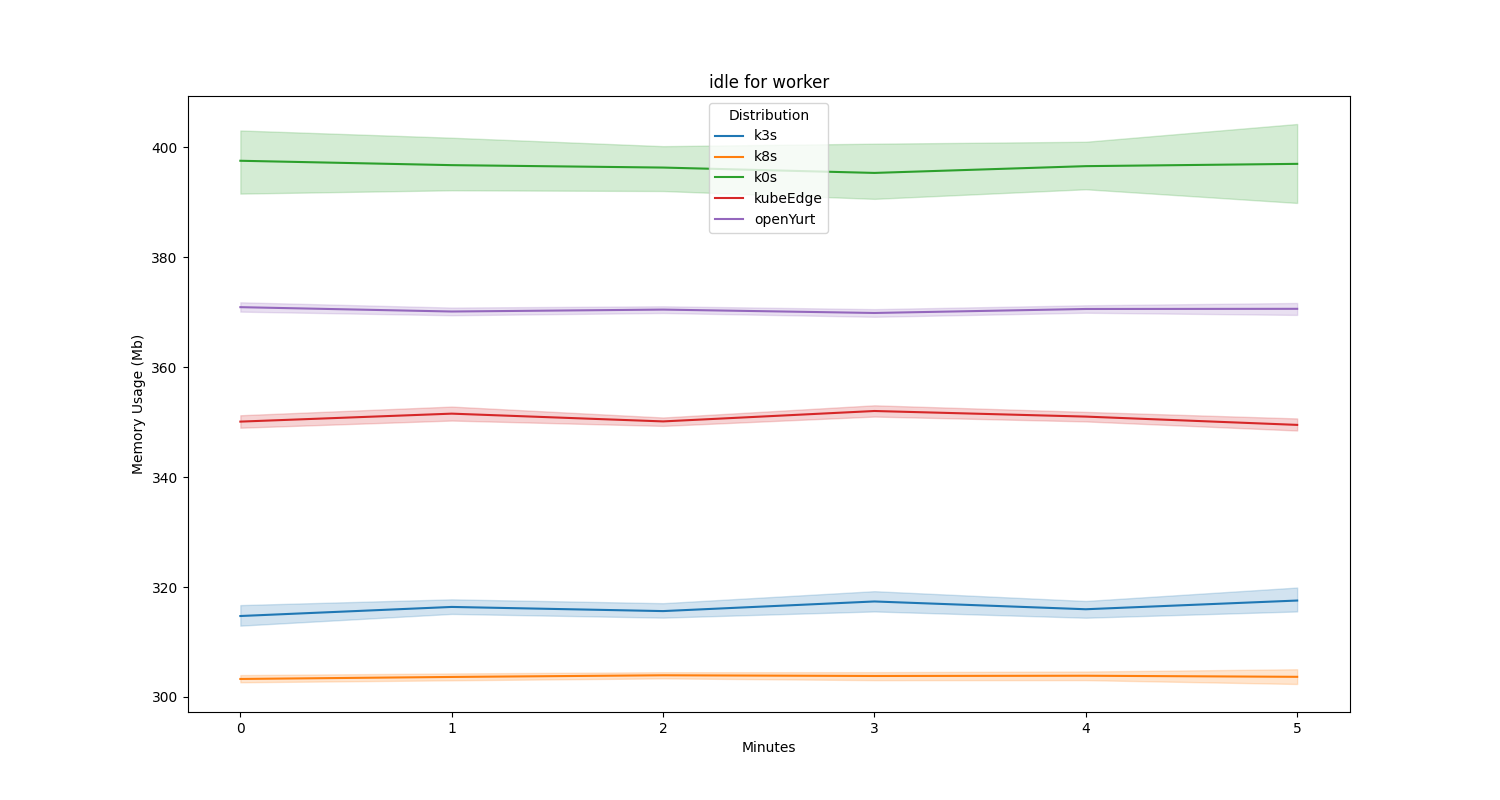 idle for worker
Distribution
k3s
k8s
k0s
kubeEdge
openYurt
Memory Usage (Mb)
400
380
360
340
320
300
0 1 2 3 4 5
Minutes